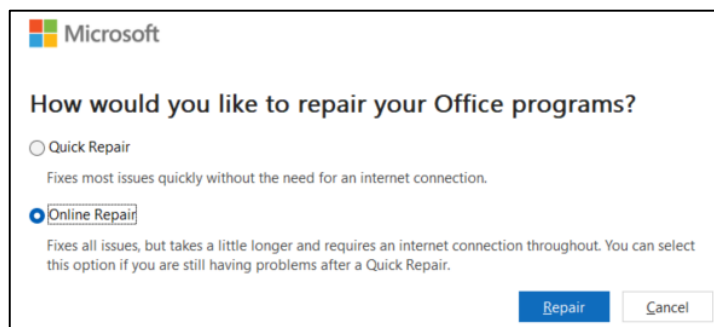 Microsoft
How would you like to repair your Office programs?
Quick Repair
Fixes most issues quickly without the need for an internet connection.
Online Repair
Fixes all issues, but takes a little longer and requires an internet connection throughout. You can select
this option if you are still having problems after a Quick Repair.
Repair Cancel